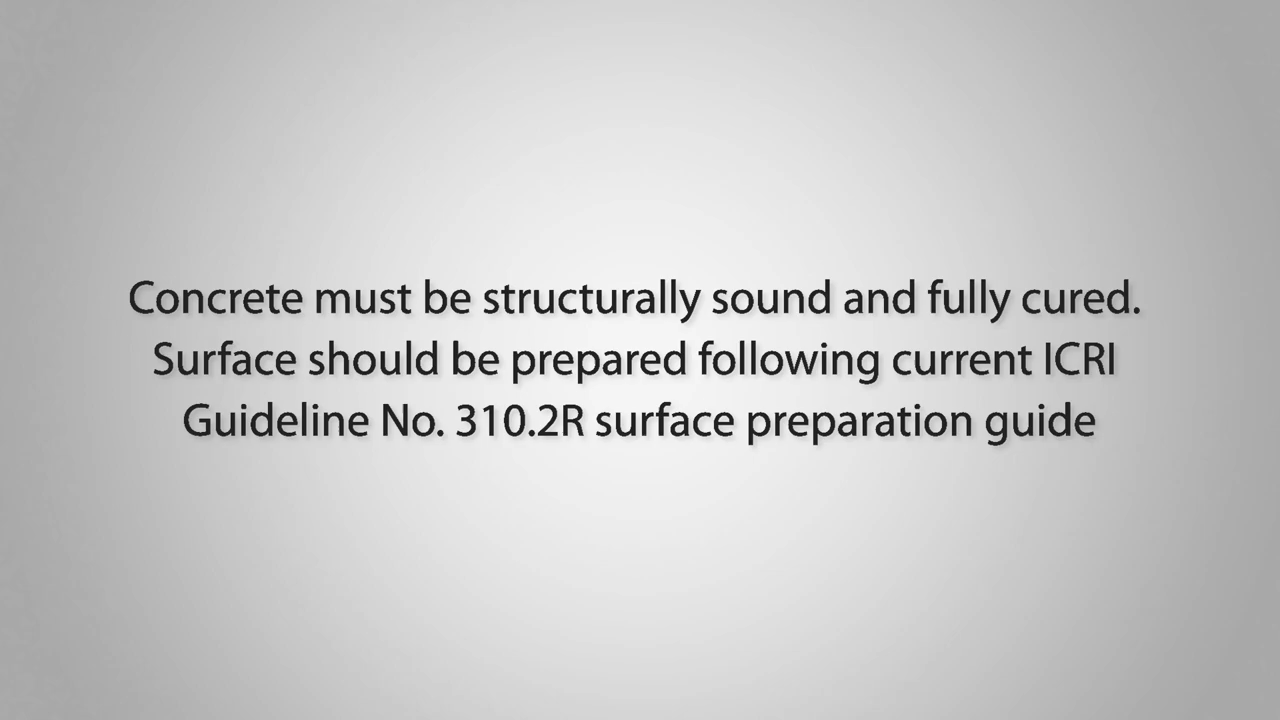 Concrete must be structurally sound and fully cured.
Surface should be prepared following current ICRI
Guideline No. 310.2R surface preparation guide